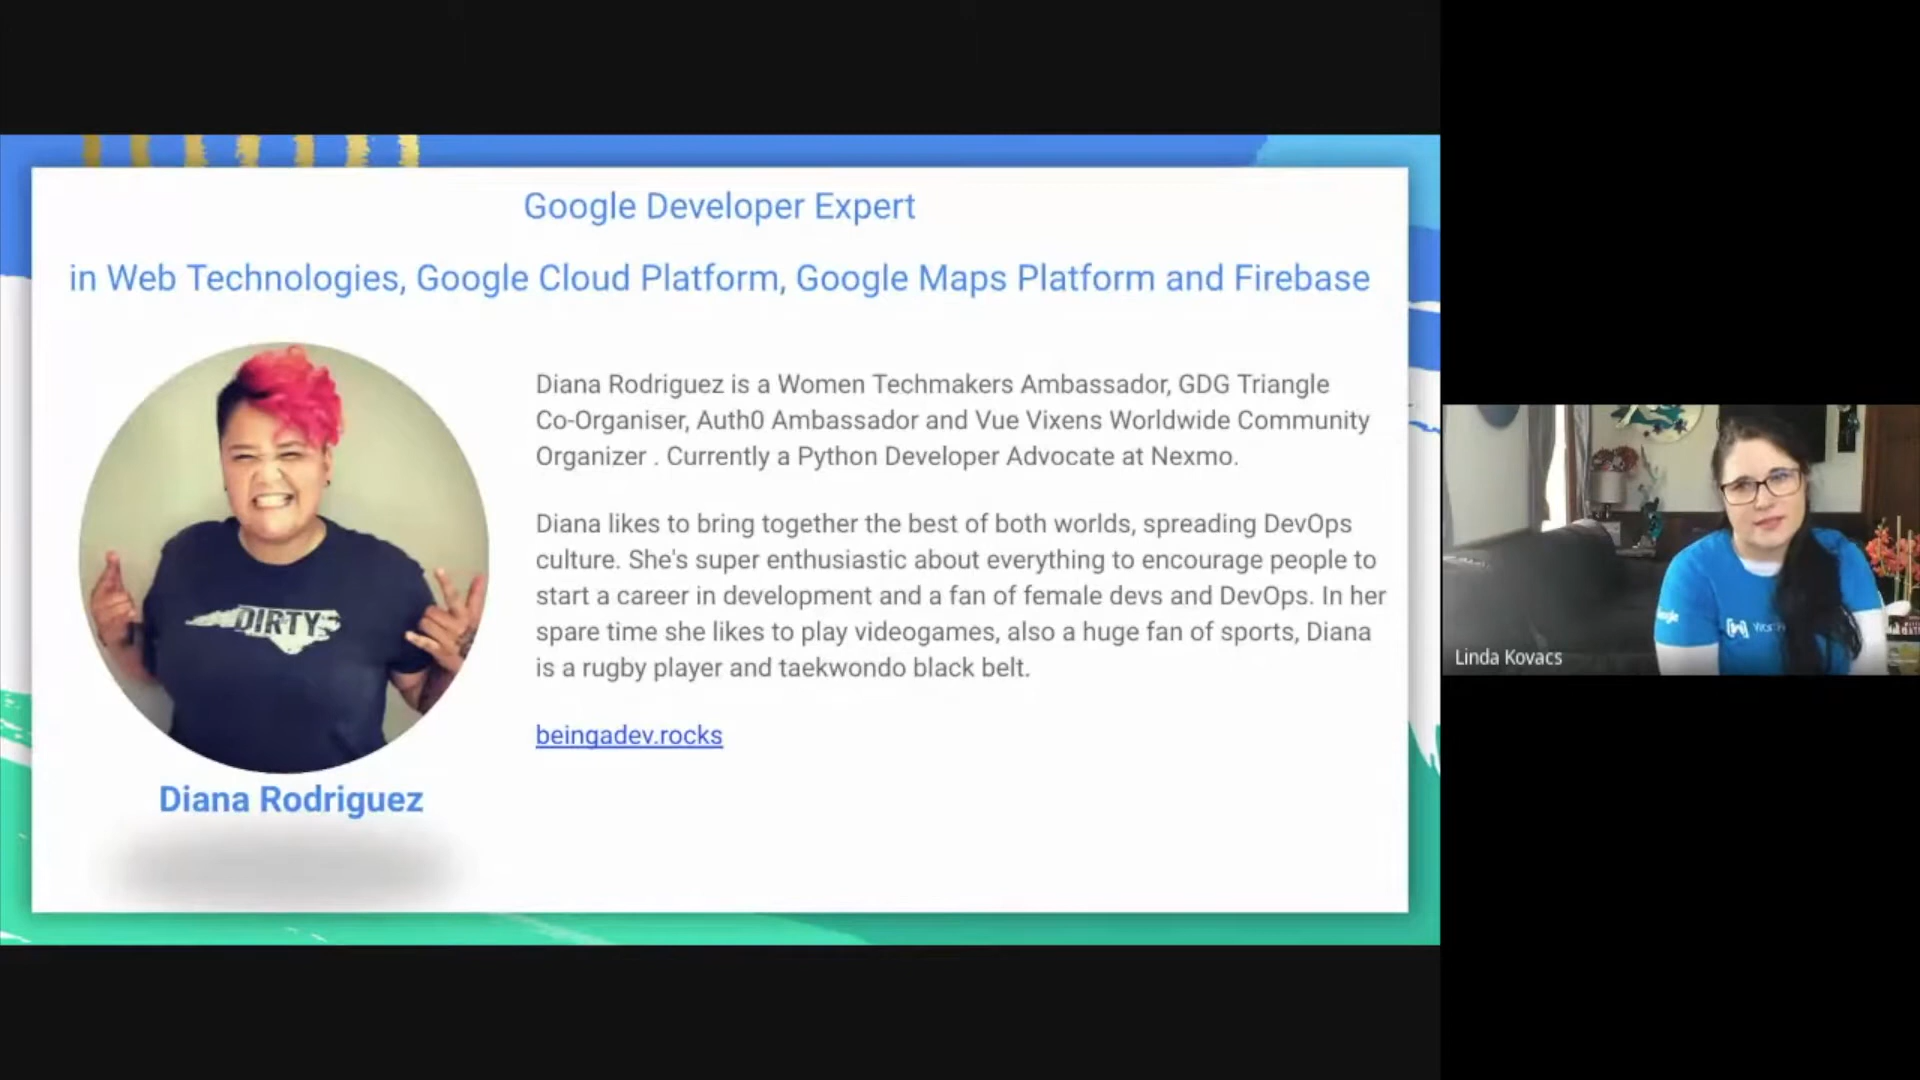 Google Developer Expert
in Web Technologies, Google Cloud Platform, Google Maps Platform and Firebase
Diana Rodriguez is a Women Techmakers Ambassador, GDG Triangle
Co-Organiser, Auth0 Ambassador and Vue Vixens Worldwide Community
Organizer . Currently a Python Developer Advocate at Nexmo.
Diana likes to bring together the best of both worlds, spreading DevOps
culture. She's super enthusiastic about everything to encourage people to
start a career in development and a fan of female devs and DevOps. In her
spare time she likes to play videogames, also a huge fan of sports, Diana
is a rugby player and taekwondo black belt.
beingadev.rocks
DIRTY
Diana Rodriguez
Linda Kovacs